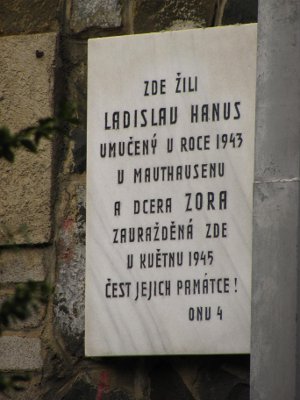 ZDE ŽILI
LADISLAV HANUS
UMUČENÝ V ROCE 1943
V MAUTHAUSENU
A DCERA ZORA
ZAVRAŽDĚNÁ ZDE
V KVĚTNU 1945
ČEST JEJICH PAMÁTCE!
ONV 4